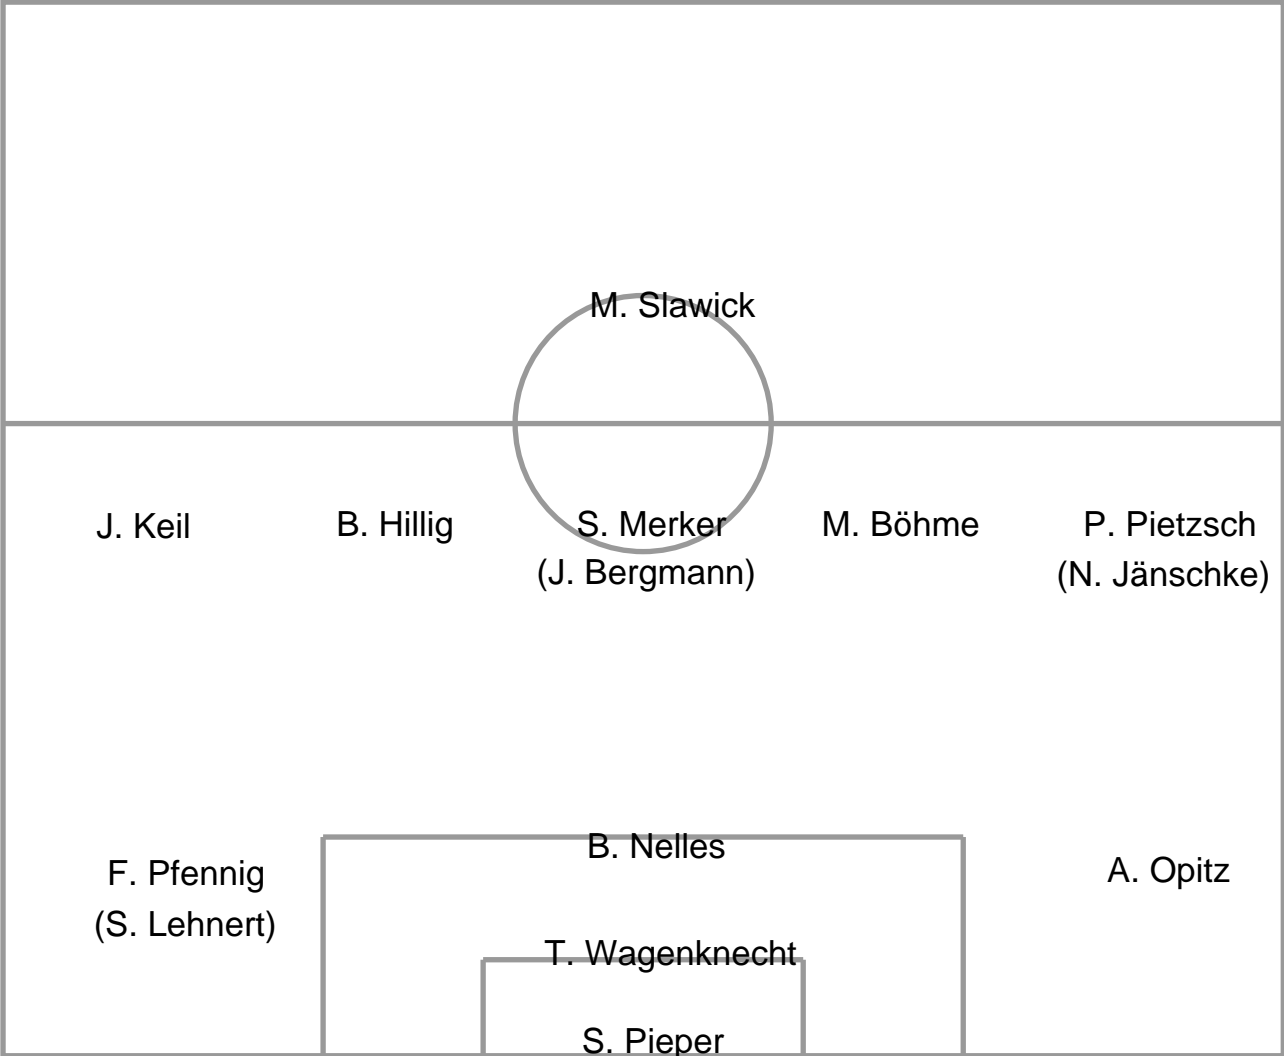 M. Slawick
J. Keil
B. Hillig
S. Merker
(J. Bergmann)
M. Böhme
P. Pietzsch
(N. Jänschke)
B. Nelles
F. Pfennig
(S. Lehnert)
A. Opitz
T. Wagenknecht
S. Pieper